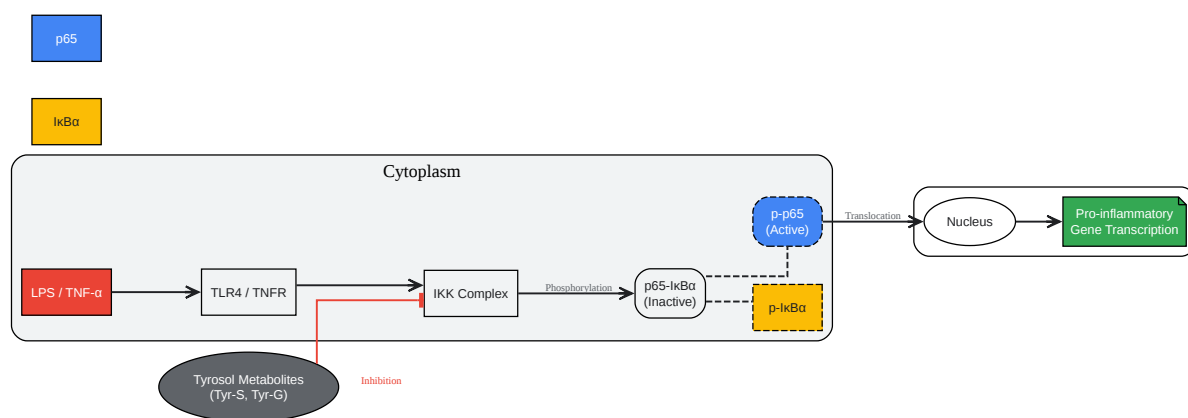 p65
IκBα
Cytoplasm
p-p65
(Active)
Translocation
Nucleus
Pro-inflammatory
Gene Transcription
LPS / TNF-α
TLR4 / TNFR
IKK Complex
Phosphorylation
p65-IκBα
(Inactive)
p-IκBα
Tyrosol Metabolites
(Tyr-S, Tyr-G)
Inhibition